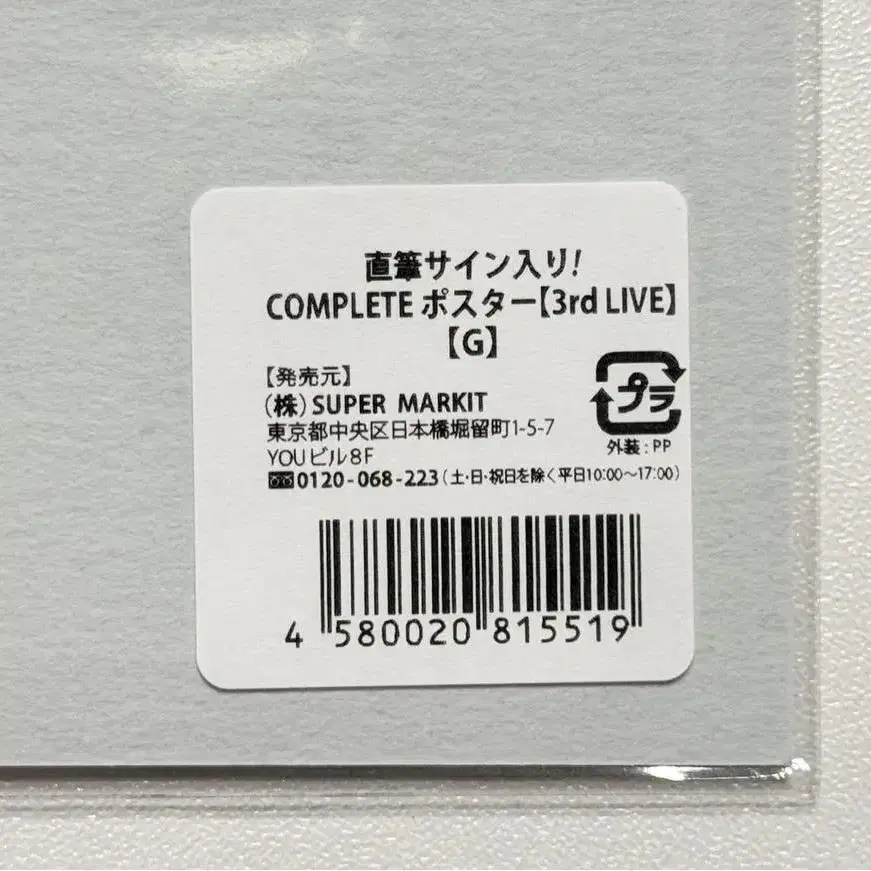 直筆サイン入り!
COMPLETE ポスター【3rd LIVE】
【G】
【発売元】
(株)SUPER MARKIT
東京都中央区日本橋堀留町1-5-7
YOUビル8F
0120-068-223(土・日・祝日を除く平日10:00～17:00)
プラ
外装:PP
4 580020 815519